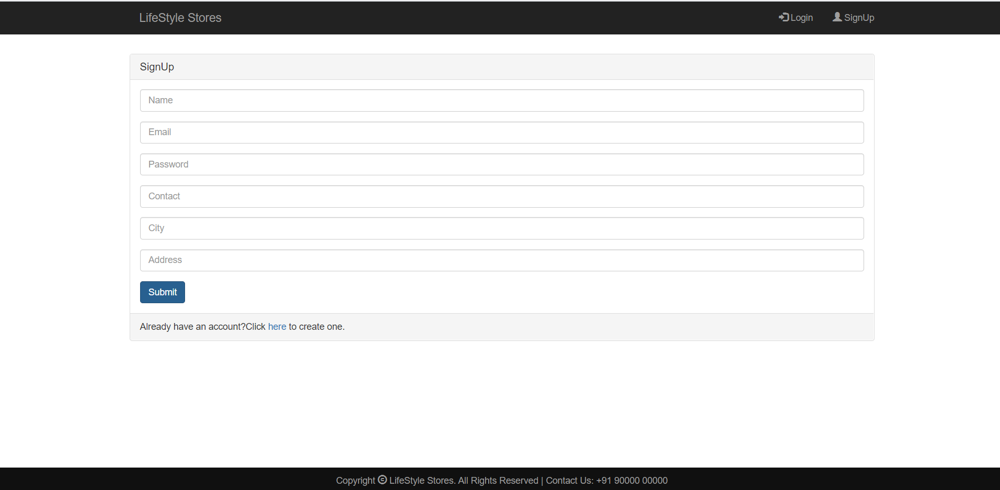 LifeStyle Stores Login SignUp
SignUp
Name
Email
Password
Contact
City
Address
Submit
Already have an account?Click here to create one.
Copyright © LifeStyle Stores. All Rights Reserved | Contact Us: +91 90000 00000